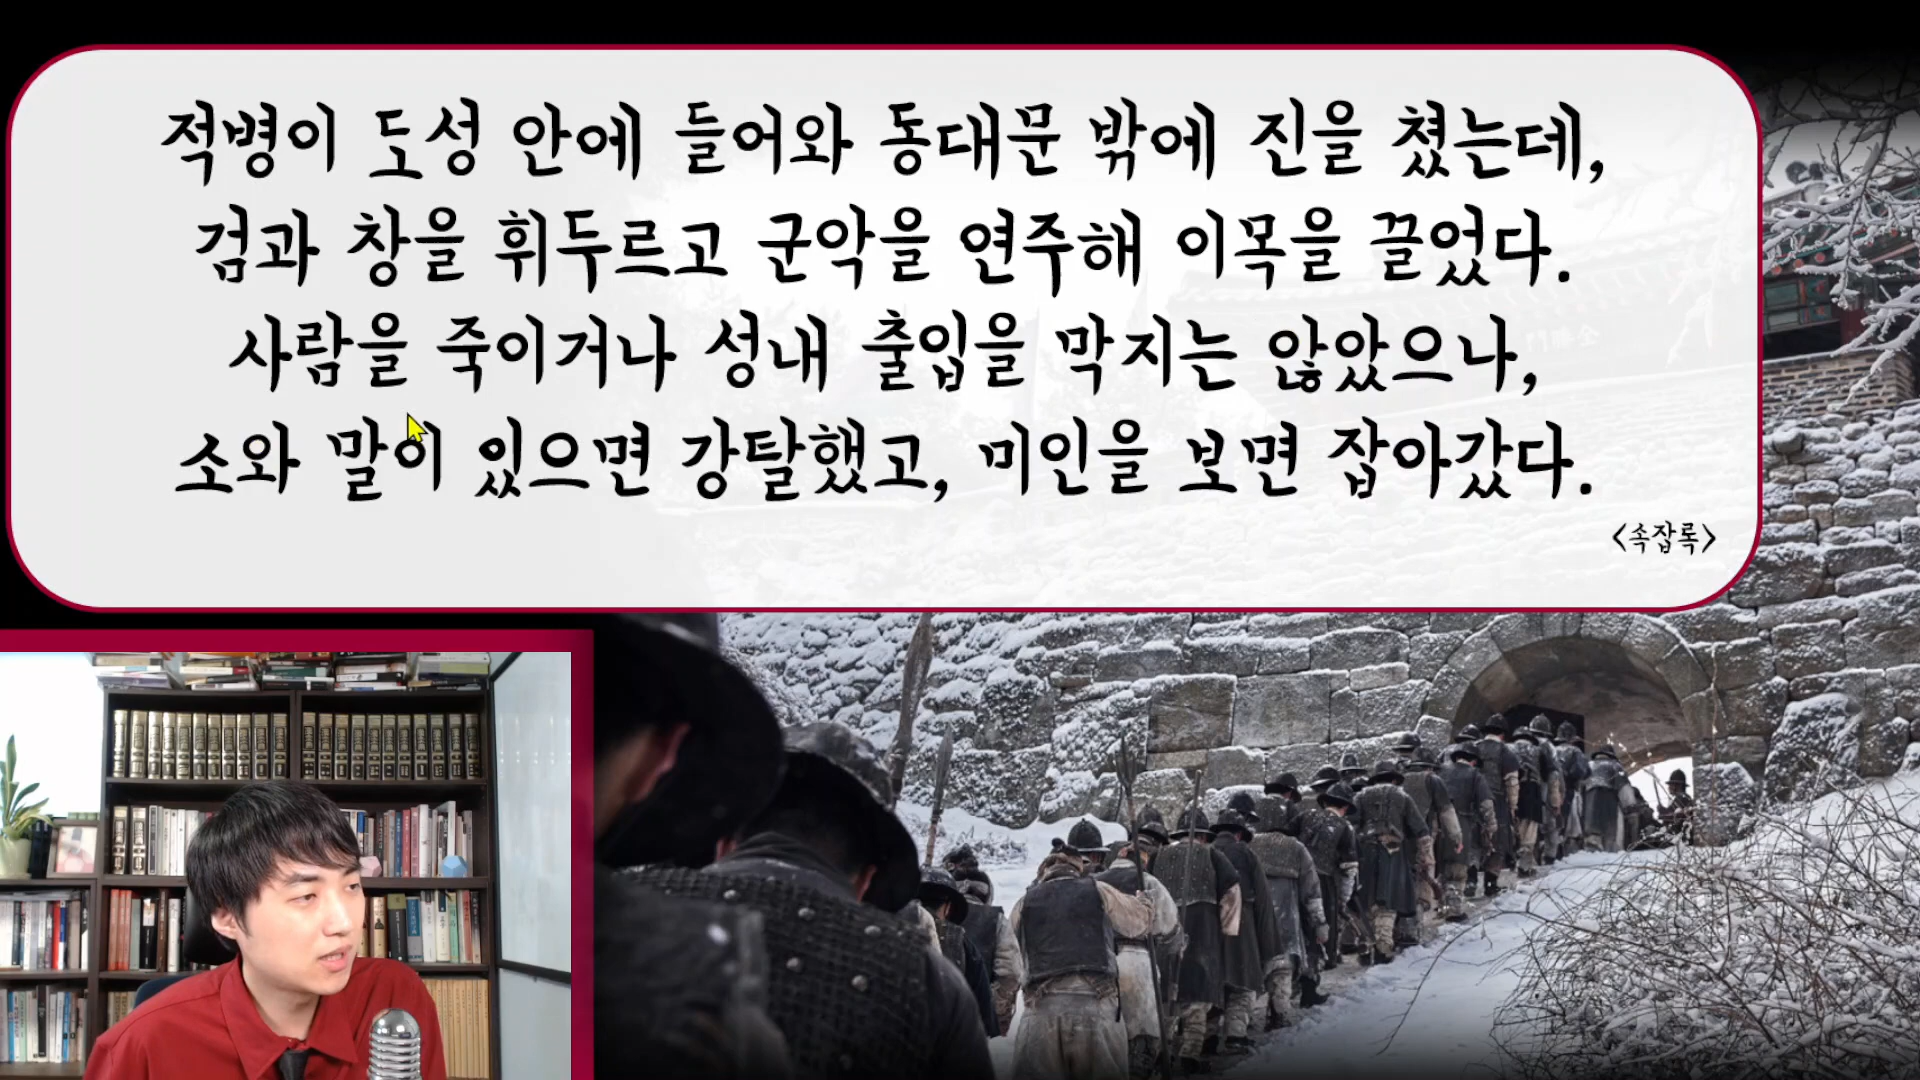 적병이 도성 안에 들어와 동대문 밖에 진을 쳤는데,
검과 창을 휘두르고 군악을 연주해 이목을 끌었다.
사람을 죽이거나 성내 출입을 막지는 않았으나,
소와 말이 있으면 강탈했고, 미인을 보면 잡아갔다.
<속잡록>